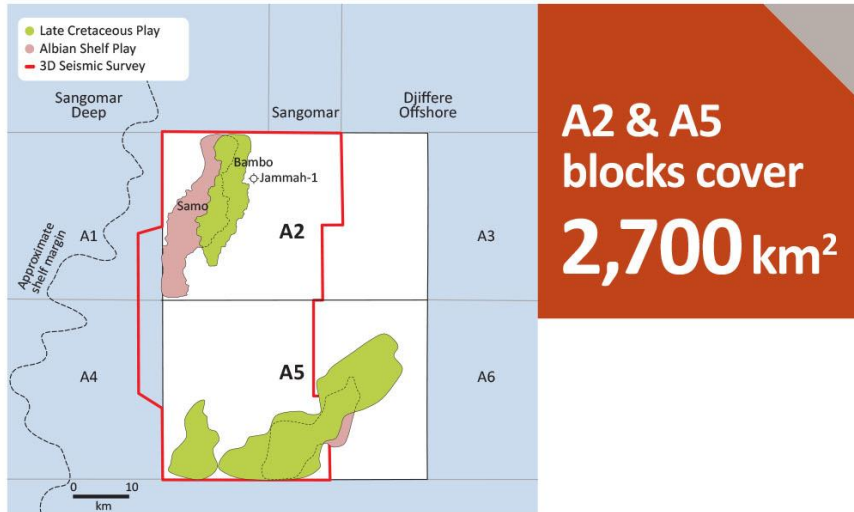 Late Cretaceous Play
Albian Shelf Play
3D Seismic Survey
Sangomar
Deep
Sangomar
Djiffere
Offshore
Bambo
Jammah-1
Samo
A1
A2
A3
Approximate
shelf margin
A4
A5
A6
0 10
km
A2 & A5
blocks cover
2,700 km²